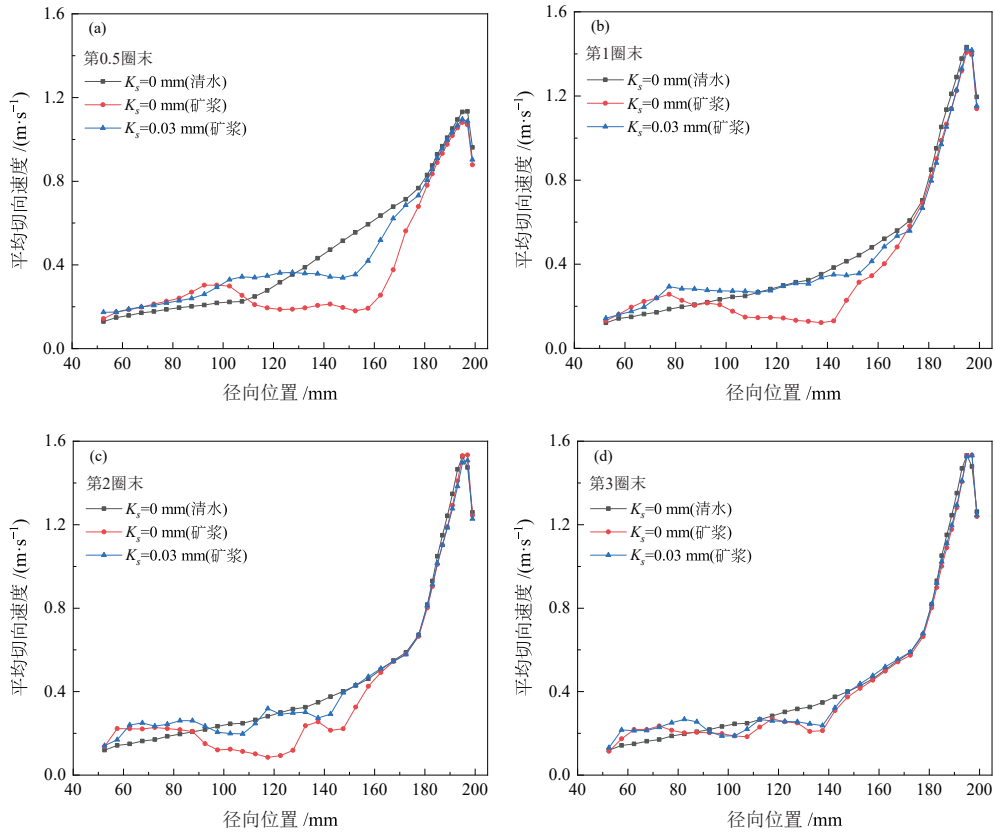 (a)
第0.5圈末
Ks=0 mm(清水)
Ks=0 mm(矿浆)
Ks=0.03 mm(矿浆)
平均切向速度 /(m·s⁻¹)
1.6
1.2
0.8
0.4
0.0
40 60 80 100 120 140 160 180 200
径向位置 /mm
(b)
第1圈末
Ks=0 mm(清水)
Ks=0 mm(矿浆)
Ks=0.03 mm(矿浆)
平均切向速度 /(m·s⁻¹)
1.6
1.2
0.8
0.4
0.0
40 60 80 100 120 140 160 180 200
径向位置 /mm
(c)
第2圈末
Ks=0 mm(清水)
Ks=0 mm(矿浆)
Ks=0.03 mm(矿浆)
平均切向速度 /(m·s⁻¹)
1.6
1.2
0.8
0.4
0.0
40 60 80 100 120 140 160 180 200
径向位置 /mm
(d)
第3圈末
Ks=0 mm(清水)
Ks=0 mm(矿浆)
Ks=0.03 mm(矿浆)
平均切向速度 /(m·s⁻¹)
1.6
1.2
0.8
0.4
0.0
40 60 80 100 120 140 160 180 200
径向位置 /mm